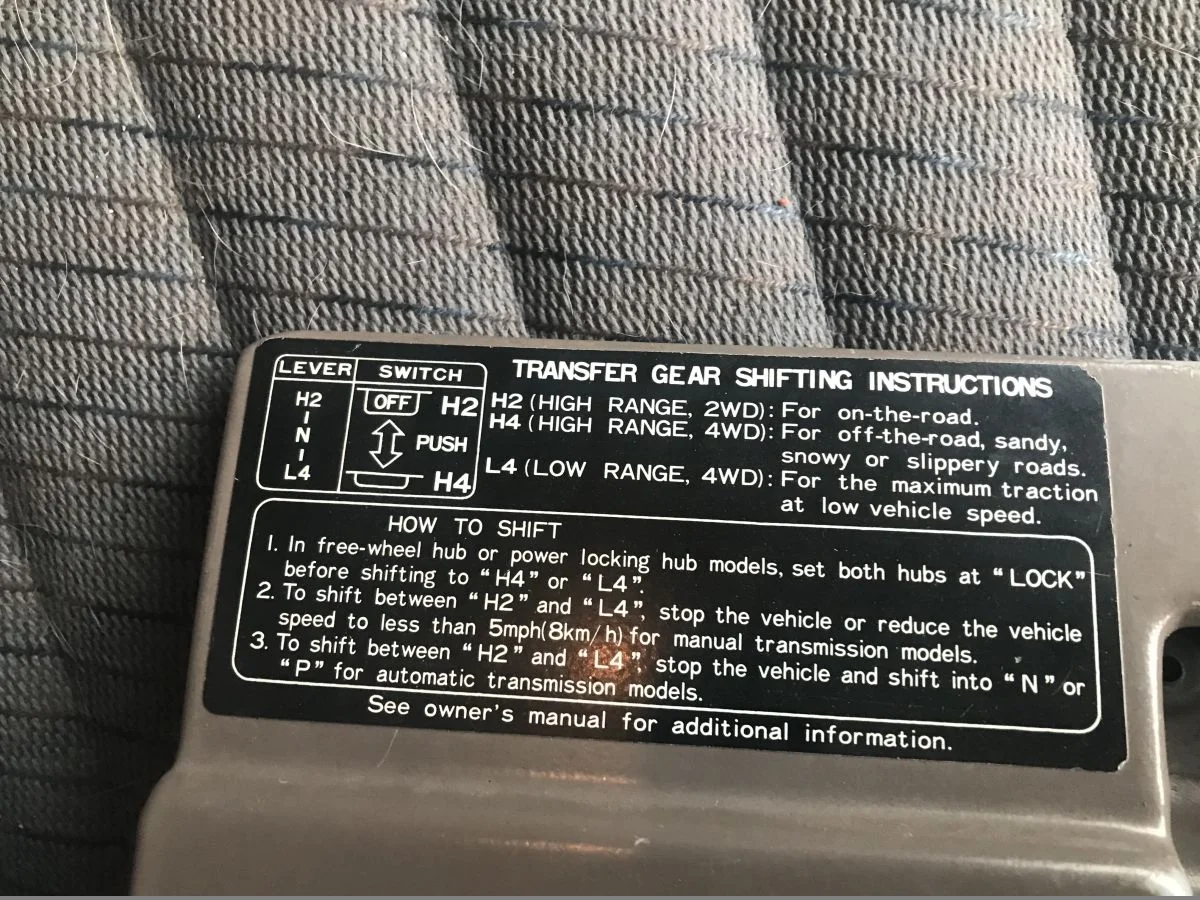 LEVER SWITCH
H2
I
N
I
L4
OFF H2
PUSH
H4
TRANSFER GEAR SHIFTING INSTRUCTIONS
H2 (HIGH RANGE, 2WD): For on-the-road.
H4 (HIGH RANGE, 4WD): For off-the-road, sandy,
snowy or slippery roads.
L4 (LOW RANGE, 4WD): For the maximum traction
at low vehicle speed.
HOW TO SHIFT
1. In free-wheel hub or power locking hub models, set both hubs at "LOCK"
before shifting to "H4" or "L4".
2. To shift between "H2" and "L4", stop the vehicle or reduce the vehicle
speed to less than 5mph(8km/h) for manual transmission models.
3. To shift between "H2" and "L4", stop the vehicle and shift into "N" or
"P" for automatic transmission models.
See owner's manual for additional information.